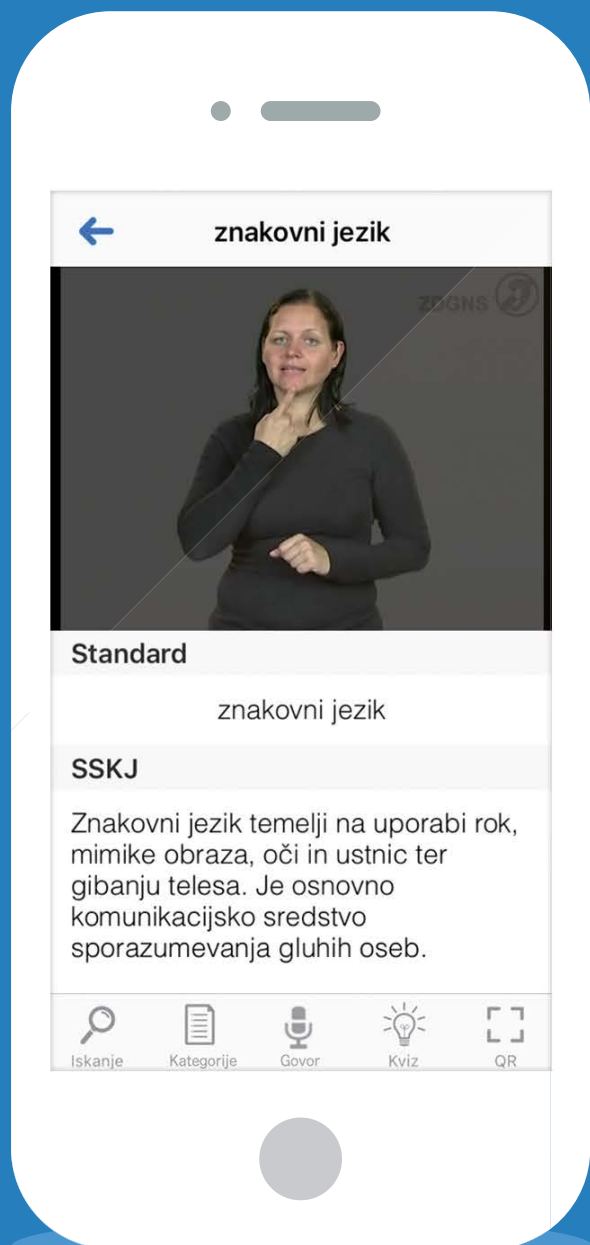 znakovni jezik
ZDGNS
Standard
znakovni jezik
SSKJ
Znakovni jezik temelji na uporabi rok,
mimike obraza, oči in ustnic ter
gibanju telesa. Je osnovno
komunikacijsko sredstvo
sporazumevanja gluhih oseb.
Iskanje Kategorije Govor Kviz QR